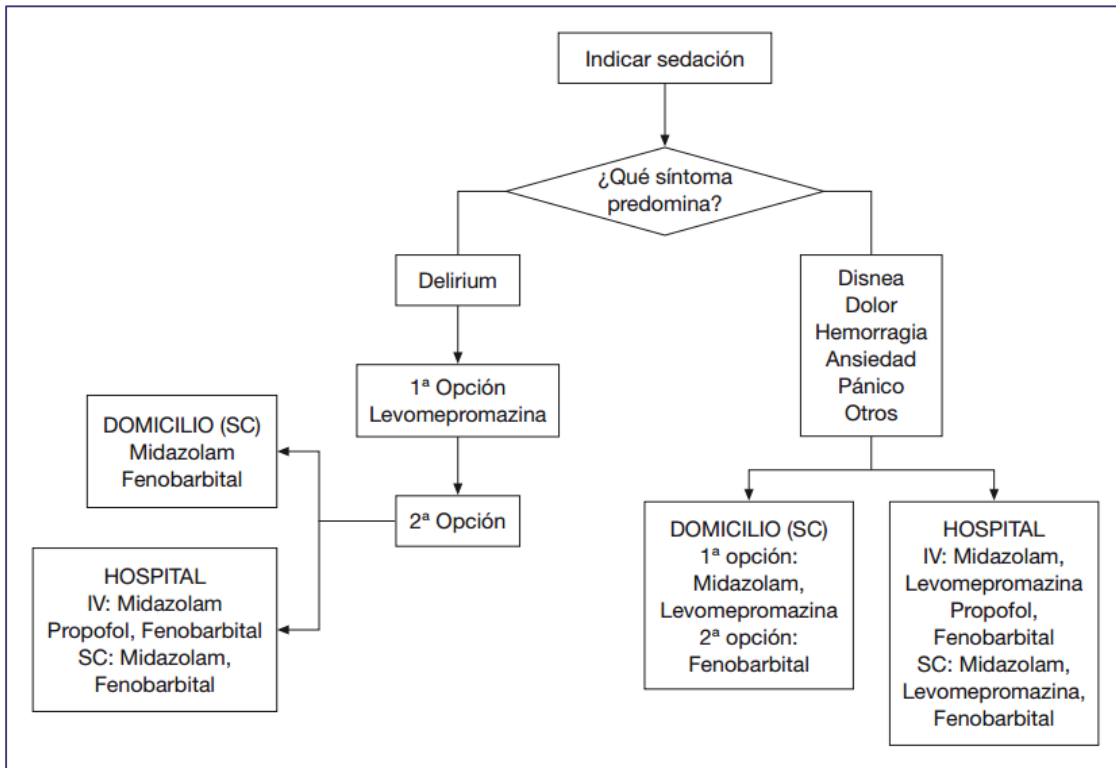 Indicar sedación
¿Qué síntoma
predomina?
Delirium
1ª Opción
Levomepromazina
2ª Opción
DOMICILIO (SC)
Midazolam
Fenobarbital
HOSPITAL
IV: Midazolam
Propofol, Fenobarbital
SC: Midazolam,
Fenobarbital
Disnea
Dolor
Hemorragia
Ansiedad
Pánico
Otros
DOMICILIO (SC)
1ª opción:
Midazolam,
Levomepromazina
2ª opción:
Fenobarbital
HOSPITAL
IV: Midazolam,
Levomepromazina
Propofol,
Fenobarbital
SC: Midazolam,
Levomepromazina,
Fenobarbital